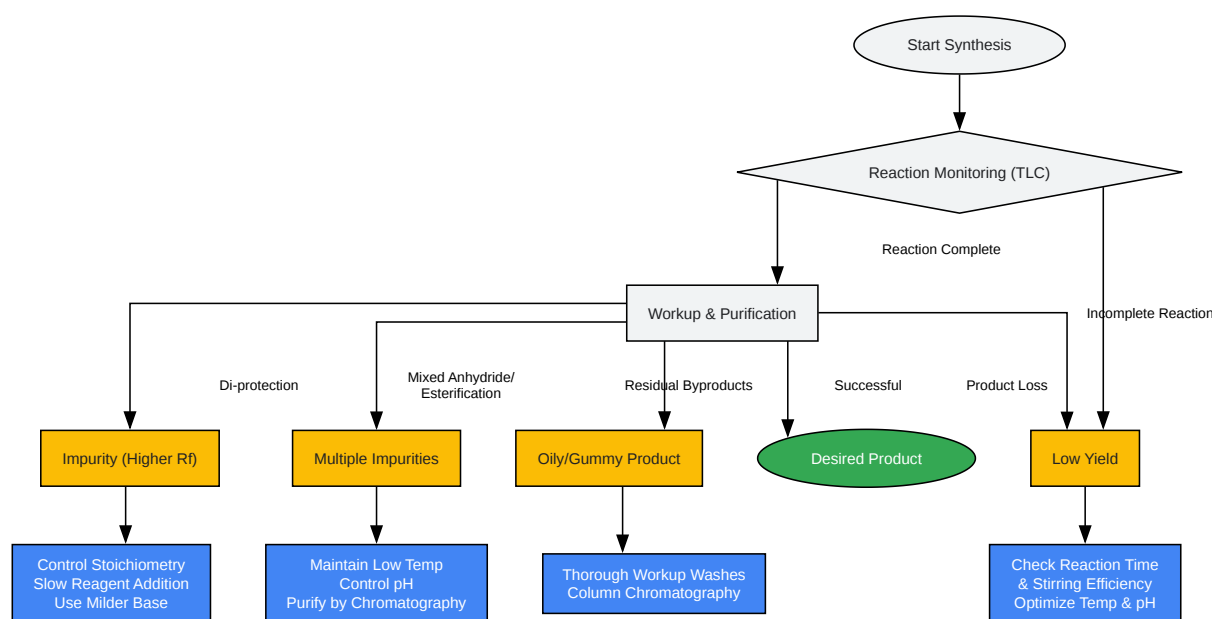 Start Synthesis
Reaction Monitoring (TLC)
Reaction Complete
Workup & Purification
Incomplete Reaction
Di-protection
Mixed Anhydride/
Esterification
Residual Byproducts
Successful
Product Loss
Impurity (Higher Rf)
Multiple Impurities
Oily/Gummy Product
Desired Product
Low Yield
Control Stoichiometry
Slow Reagent Addition
Use Milder Base
Maintain Low Temp
Control pH
Purify by Chromatography
Thorough Workup Washes
Column Chromatography
Check Reaction Time
& Stirring Efficiency
Optimize Temp & pH